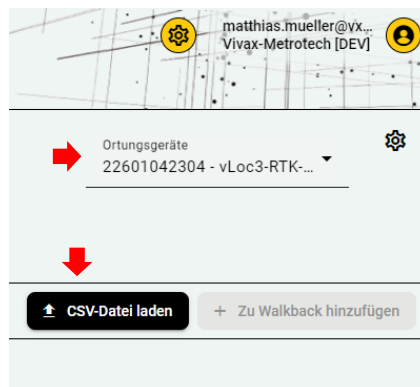 matthias.mueller@vx...
Vivax-Metrotech [DEV]
Ortungsgeräte
22601042304 - vLoc3-RTK-...
CSV-Datei laden
+ Zu Walkback hinzufügen